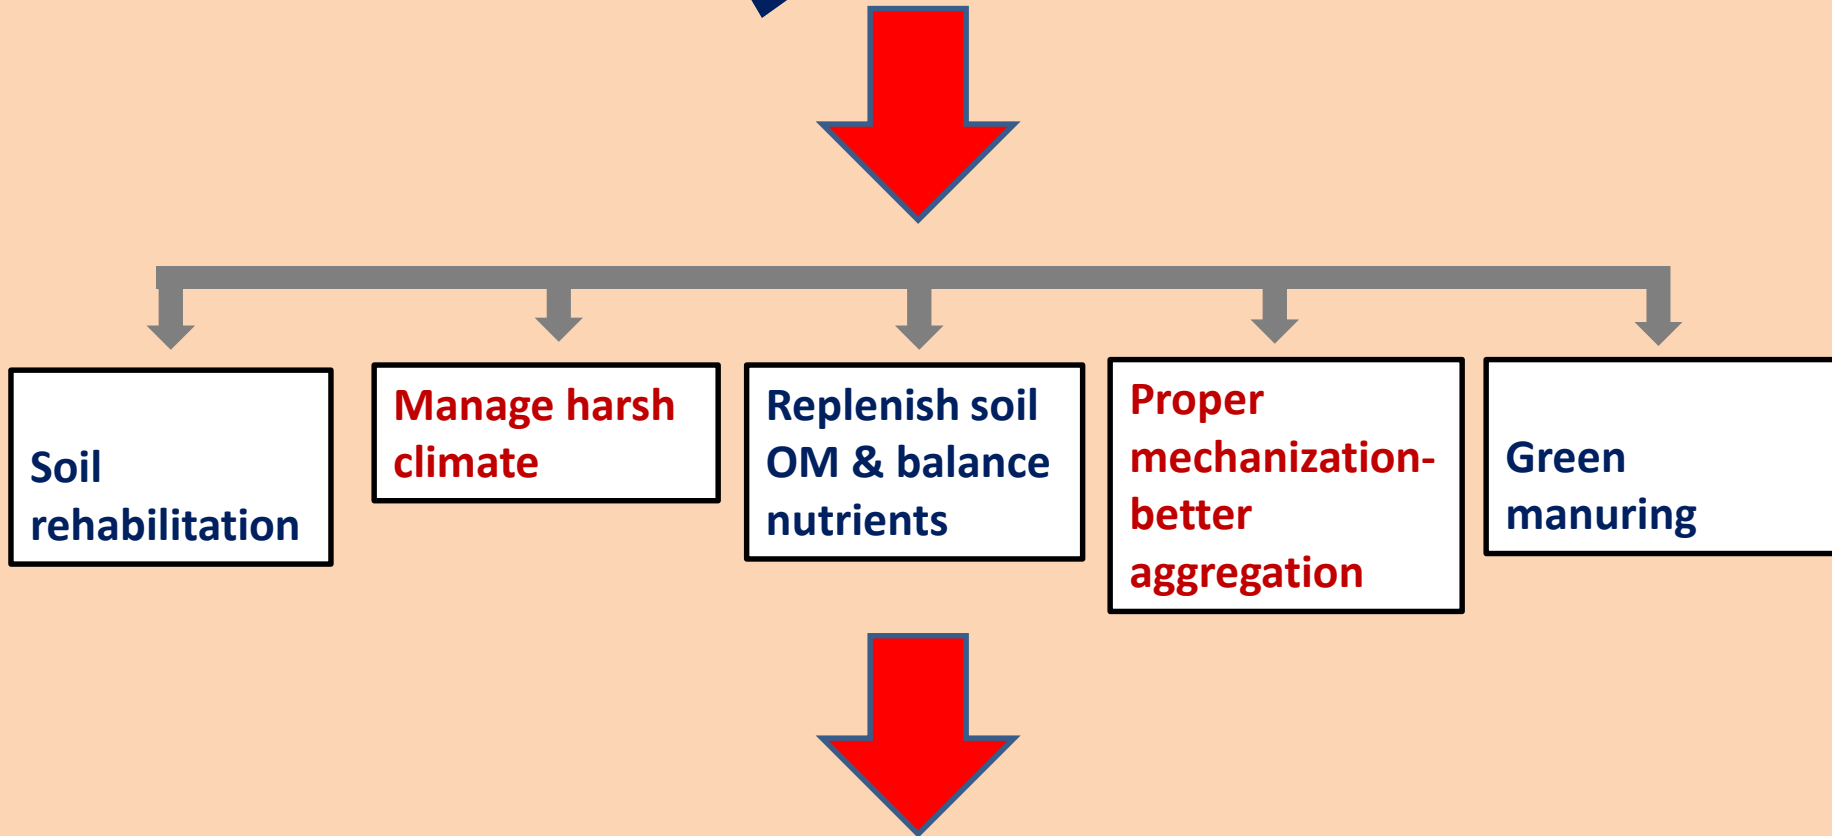 Soil
rehabilitation
Manage harsh
climate
Replenish soil
OM & balance
nutrients
Proper
mechanization-
better
aggregation
Green
manuring